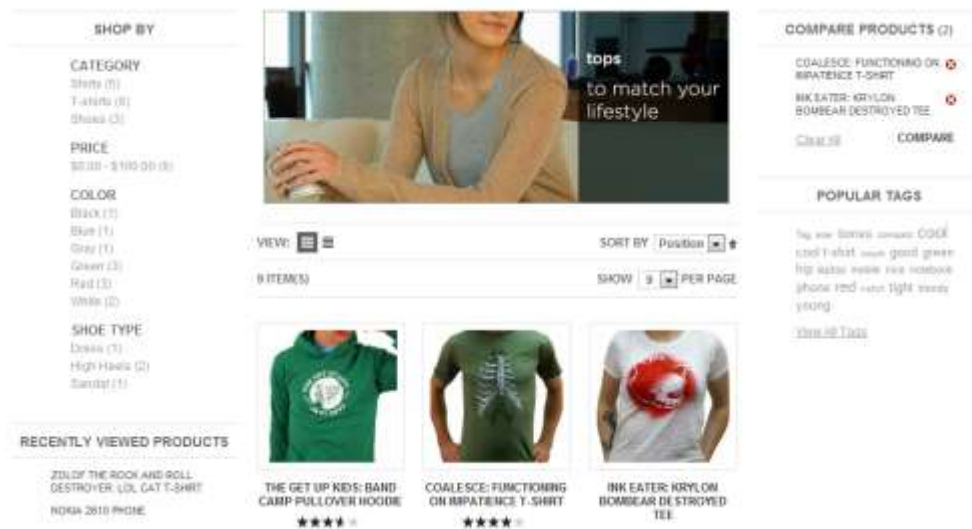 SHOP BY
CATEGORY
Shirts (5)
T-shirts (6)
Shoes (3)
PRICE
$0.00 - $100.00 (9)
COLOR
Black (1)
Blue (1)
Gray (1)
Green (3)
Red (3)
White (2)
SHOE TYPE
Dress (1)
High Heels (2)
Sandal (1)
RECENTLY VIEWED PRODUCTS
ZOLOF THE ROCK AND ROLL
DESTROYER: LOL CAT T-SHIRT
NOKIA 2610 PHONE
tops
to match your
lifestyle
VIEW:
SORT BY Position
9 ITEM(S)
SHOW 9 PER PAGE
THE GET UP KIDS: BAND
CAMP PULLOVER HOODIE
COALESCE: FUNCTIONING
ON IMPATIENCE T-SHIRT
INK EATER: KRYLON
BOMBEAR DESTROYED
TEE
COMPARE PRODUCTS (2)
COALESCE: FUNCTIONING ON
IMPATIENCE T-SHIRT
INK EATER: KRYLON
BOMBEAR DESTROYED TEE
Clear All COMPARE
POPULAR TAGS
cool
cool t-shirt good green
hip nice notebook
phone red tight
young
View All Tags